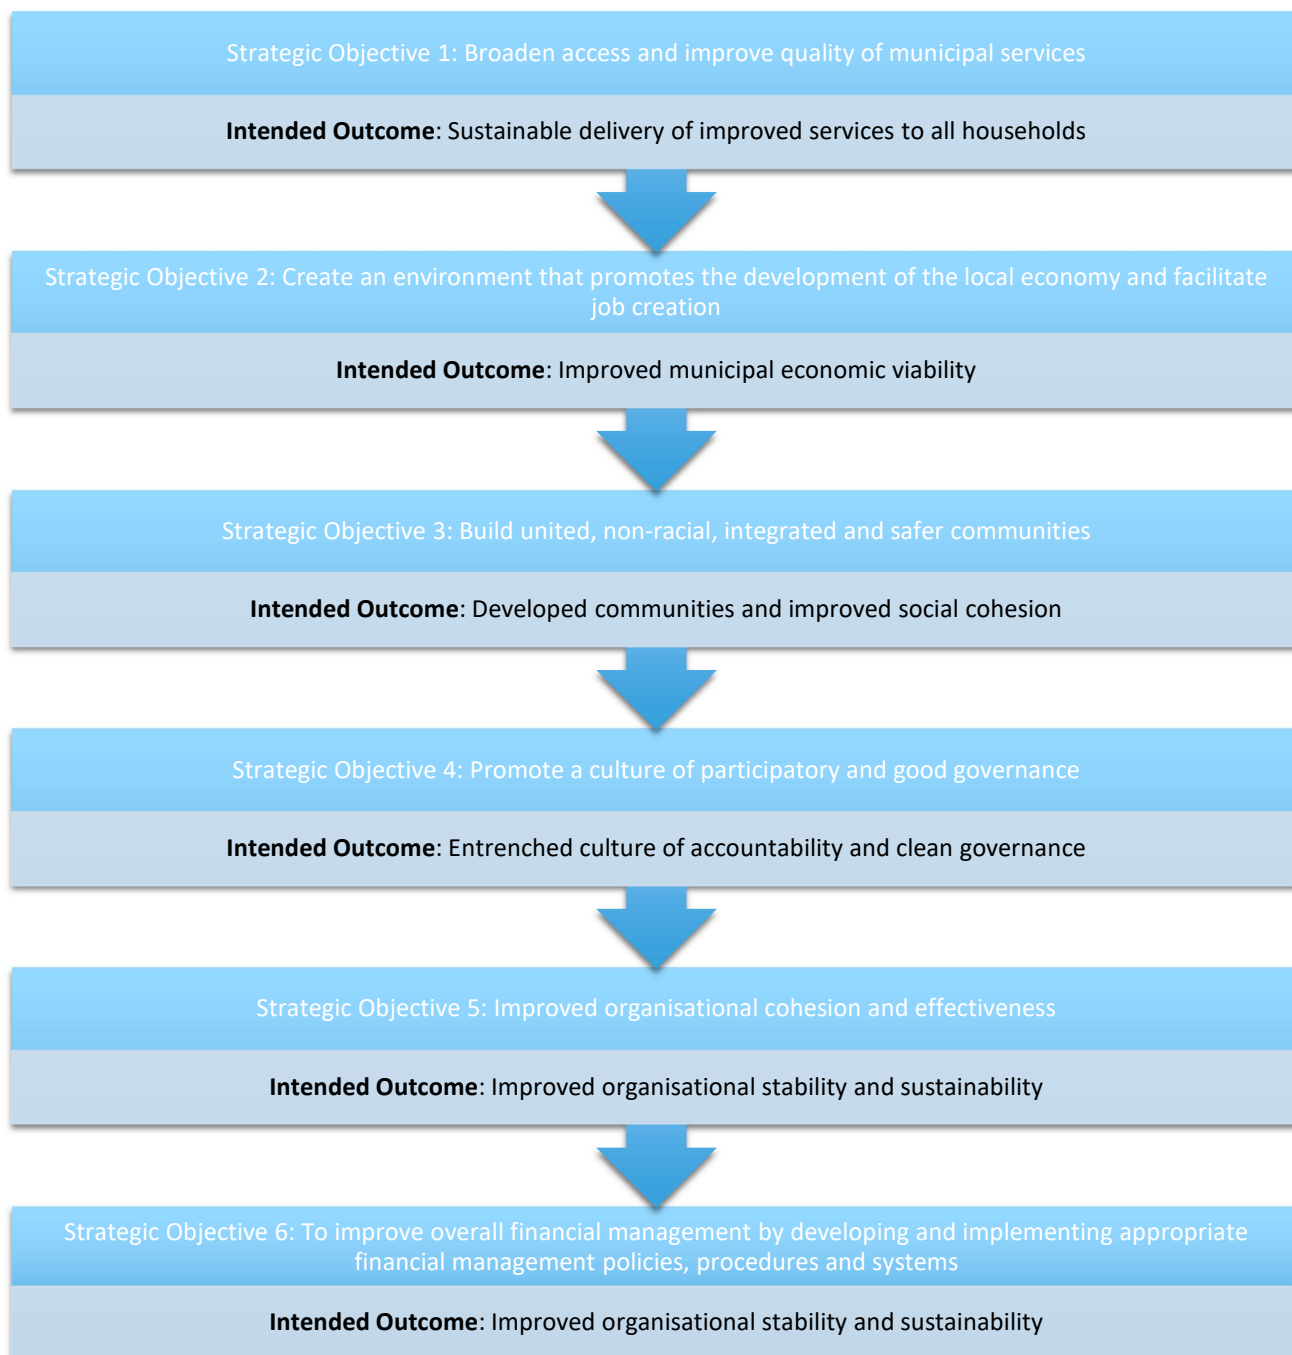 Strategic Objective 1: Broaden access and improve quality of municipal services
Intended Outcome: Sustainable delivery of improved services to all households
Strategic Objective 2: Create an environment that promotes the development of the local economy and facilitate
job creation
Intended Outcome: Improved municipal economic viability
Strategic Objective 3: Build united, non-racial, integrated and safer communities
Intended Outcome: Developed communities and improved social cohesion
Strategic Objective 4: Promote a culture of participatory and good governance
Intended Outcome: Entrenched culture of accountability and clean governance
Strategic Objective 5: Improved organisational cohesion and effectiveness
Intended Outcome: Improved organisational stability and sustainability
Strategic Objective 6: To improve overall financial management by developing and implementing appropriate
financial management policies, procedures and systems
Intended Outcome: Improved organisational stability and sustainability